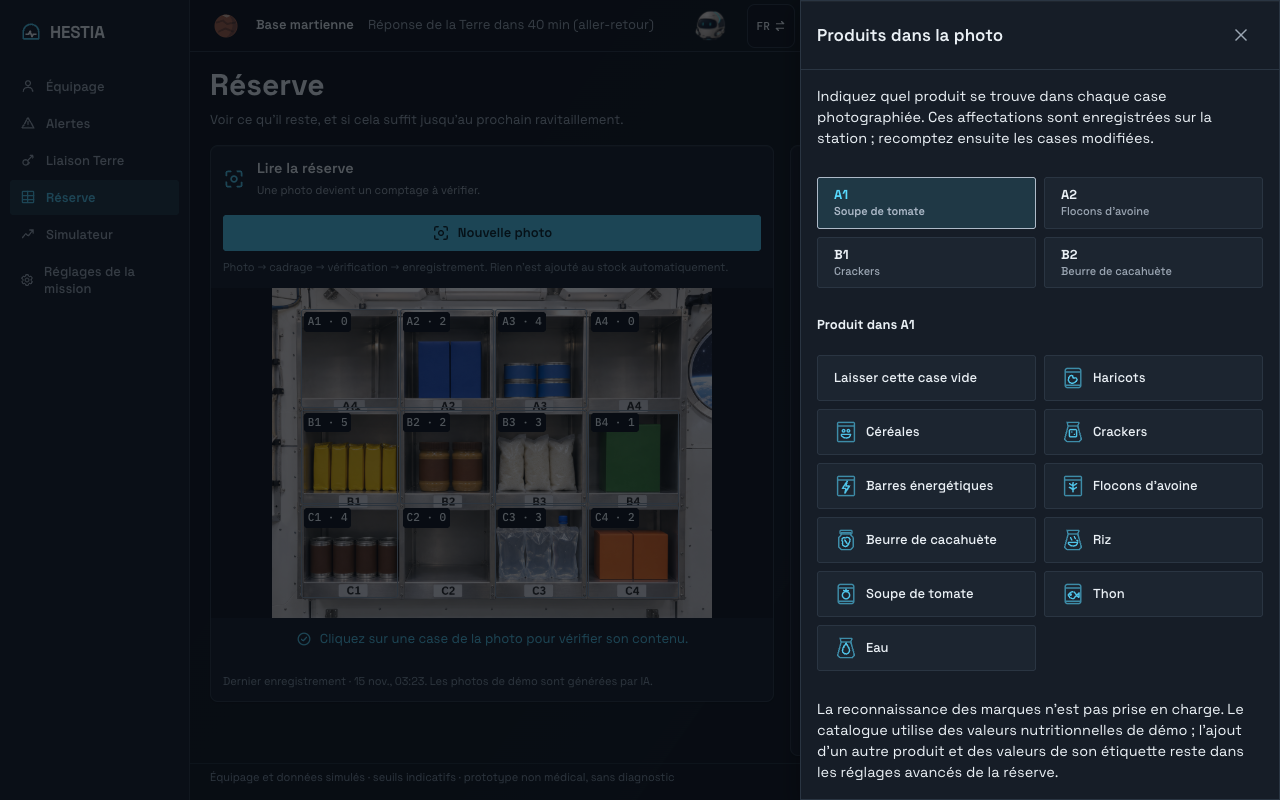 HESTIA
Équipage
Alertes
Liaison Terre
Réserve
Simulateur
Réglages de la
mission
Base martienne
Réponse de la Terre dans 40 min (aller-retour)
FR
Réserve
Voir ce qu'il reste, et si cela suffit jusqu'au prochain ravitaillement.
Lire la réserve
Une photo devient un comptage à vérifier.
Nouvelle photo
Photo → cadrage → vérification → enregistrement. Rien n'est ajouté au stock automatiquement.
A1 · 0
A2 · 2
A3 · 4
A4 · 0
A2
A3
A4
B1 · 5
B2 · 2
B3 · 3
B4 · 1
B1
B2
B3
B4
C1 · 4
C2 · 0
C3 · 3
C4 · 2
C1
C2
C3
C4
Cliquez sur une case de la photo pour vérifier son contenu.
Dernier enregistrement · 15 nov., 03:23. Les photos de démo sont générées par IA.
Équipage et données simulés · seuils indicatifs · prototype non médical, sans diagnostic
Produits dans la photo
Indiquez quel produit se trouve dans chaque case
photographiée. Ces affectations sont enregistrées sur la
station ; recomptez ensuite les cases modifiées.
A1
Soupe de tomate
A2
Flocons d'avoine
B1
Crackers
B2
Beurre de cacahuète
Produit dans A1
Laisser cette case vide
Haricots
Céréales
Crackers
Barres énergétiques
Flocons d'avoine
Beurre de cacahuète
Riz
Soupe de tomate
Thon
Eau
La reconnaissance des marques n'est pas prise en charge. Le
catalogue utilise des valeurs nutritionnelles de démo ; l'ajout
d'un autre produit et des valeurs de son étiquette reste dans
les réglages avancés de la réserve.